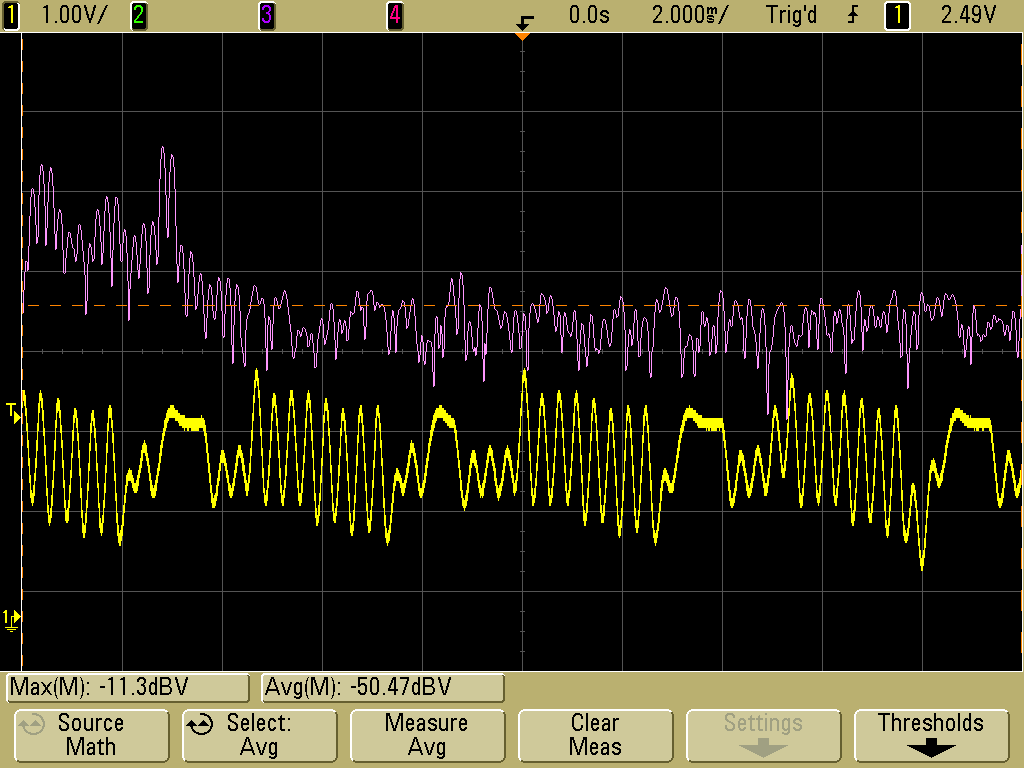 1 1.00V/ 2 3 4 0.0s 2.000ms/ Trig'd 1 2.49V
T
1
Max(M): -11.3dBV Avg(M): -50.47dBV
Source Select: Measure Clear Settings Thresholds
Math Avg Avg Meas